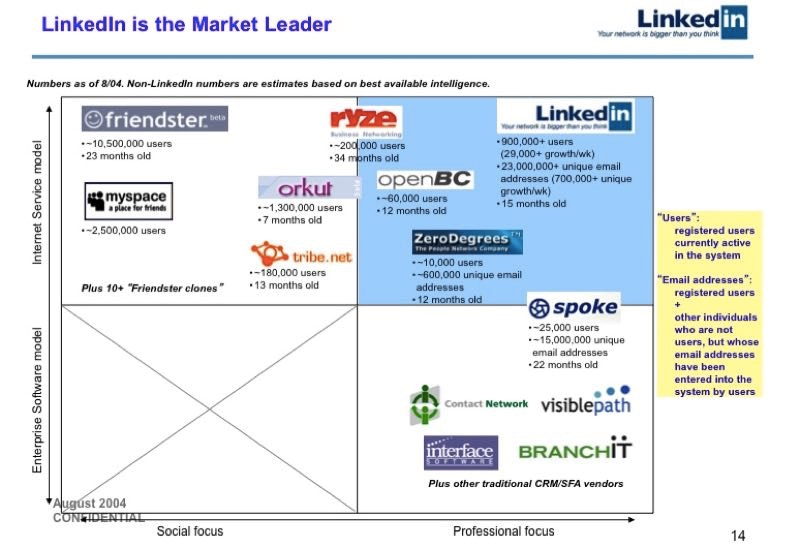 LinkedIn is the Market Leader
Linked in
Your network is bigger than you think
Numbers as of 8/04. Non-LinkedIn numbers are estimates based on best available intelligence.
Internet Service model
friendster beta
•~10,500,000 users
•23 months old
myspace
a place for friends
•~2,500,000 users
Plus 10+ “Friendster clones”
ryze
Business Networking
•~200,000 users
•34 months old
orkut
beta
•~1,300,000 users
•7 months old
tribe.net
•~180,000 users
•13 months old
Linked in
Your network is bigger than you think
•900,000+ users
(29,000+ growth/wk)
•23,000,000+ unique email
addresses (700,000+ unique
growth/wk)
•15 months old
openBC
•~60,000 users
•12 month old
ZeroDegrees™
The People Network Company
•~10,000 users
•~600,000 unique email
addresses
•12 months old
“Users”:
registered users
currently active
in the system
“Email addresses”:
registered users
+
other individuals
who are not
users, but whose
email addresses
have been
entered into the
system by users
Enterprise Software model
spoke
•~25,000 users
•~15,000,000 unique
email addresses
•22 months old
Contact Network
visiblepath
interface
SOFTWARE
BRANCHIT
Plus other traditional CRM/SFA vendors
August 2004
CONFIDENTIAL
Social focus
Professional focus
14